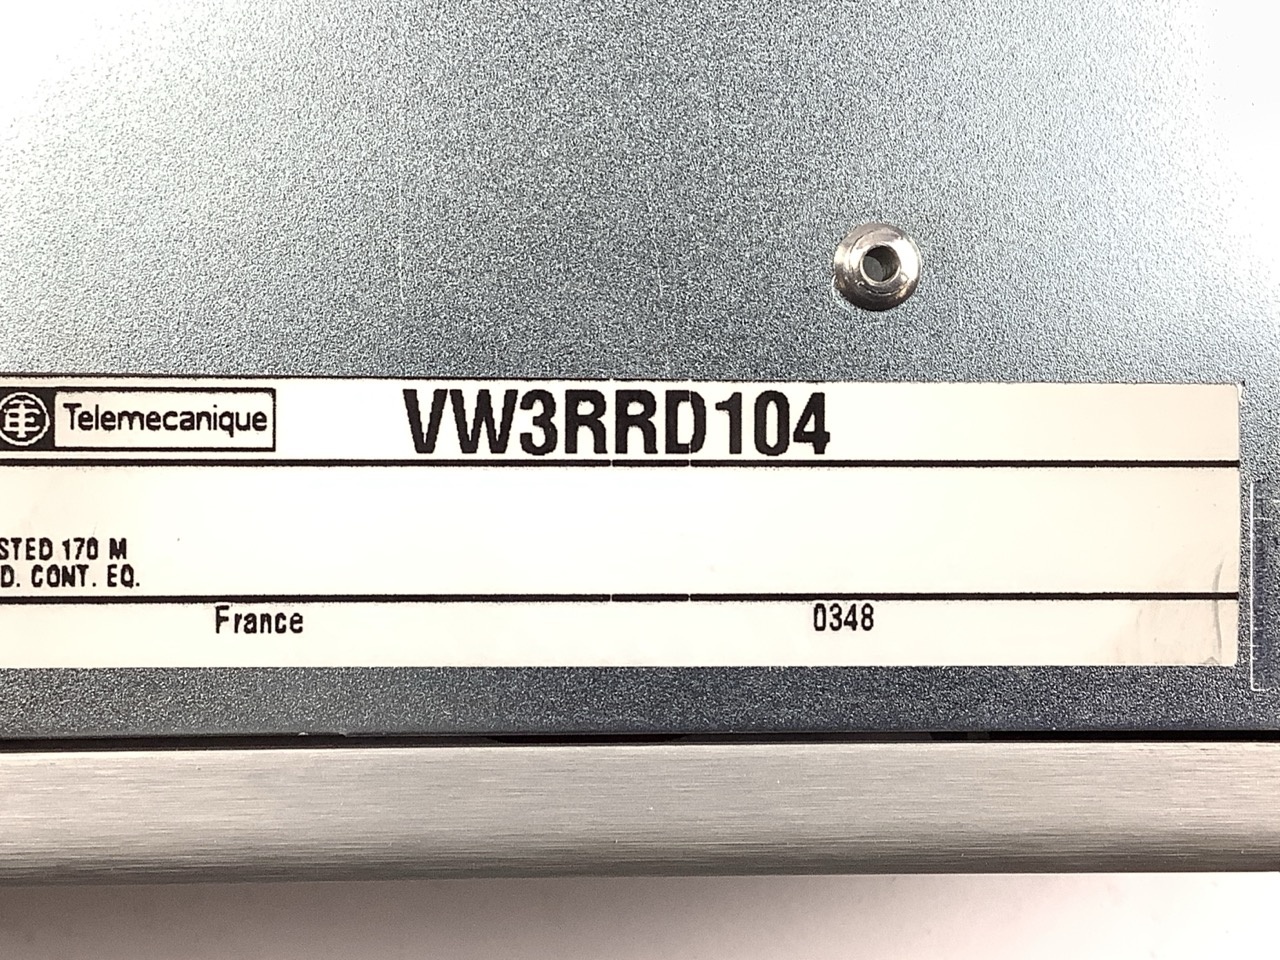 Telemecanique VW3RRD104
STED 170 M
D. CONT. EQ.
France 0348